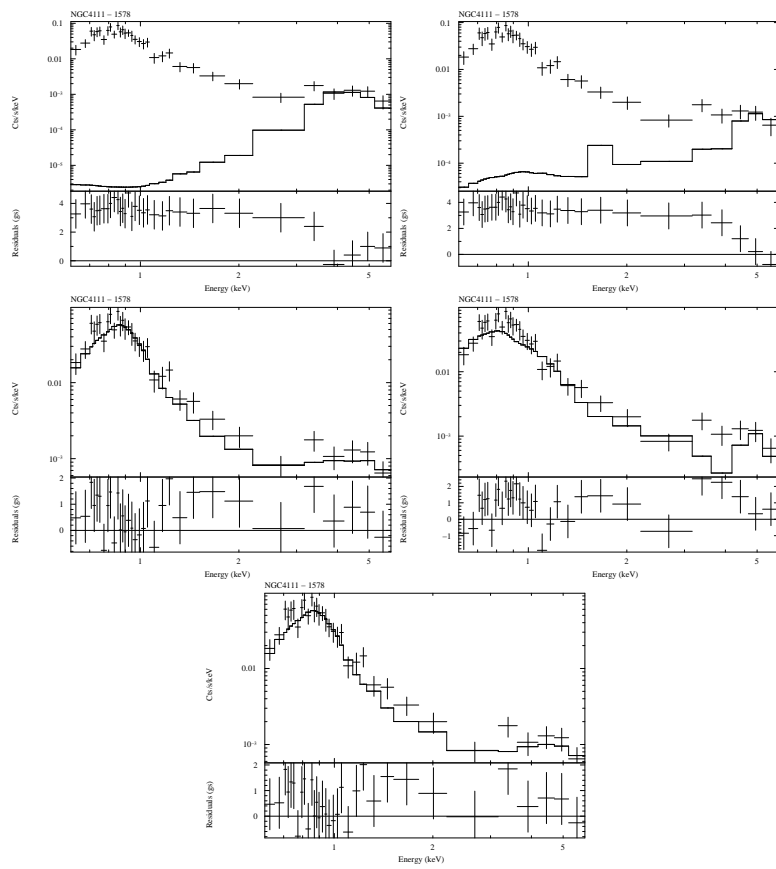 NGC4111 − 1578
0.1
0.01
10−3
10−4
10−5
Cts/s/keV
4
2
0
Residuals (gs)
1
2
5
Energy (keV)
NGC4111 − 1578
0.1
0.01
10−3
10−4
Cts/s/keV
4
2
0
Residuals (gs)
1
2
5
Energy (keV)
NGC4111 − 1578
0.01
10−3
Cts/s/keV
2
1
0
Residuals (gs)
1
2
5
Energy (keV)
NGC4111 − 1578
0.01
10−3
Cts/s/keV
2
1
0
−1
Residuals (gs)
1
2
5
Energy (keV)
NGC4111 − 1578
0.01
10−3
Cts/s/keV
2
1
0
Residuals (gs)
1
2
5
Energy (keV)